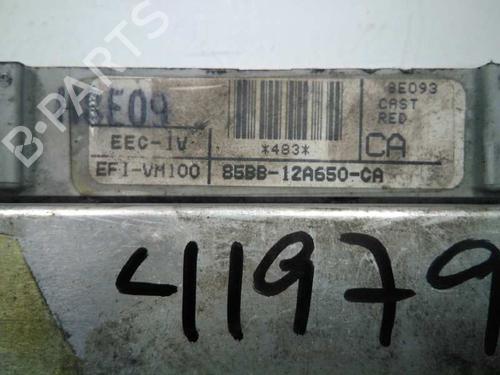 8E09
8E093
CAST
RED
EEC-IV
*483*
CA
EFI-VM100
85BB-12A650-CA
41979
B-PARTS